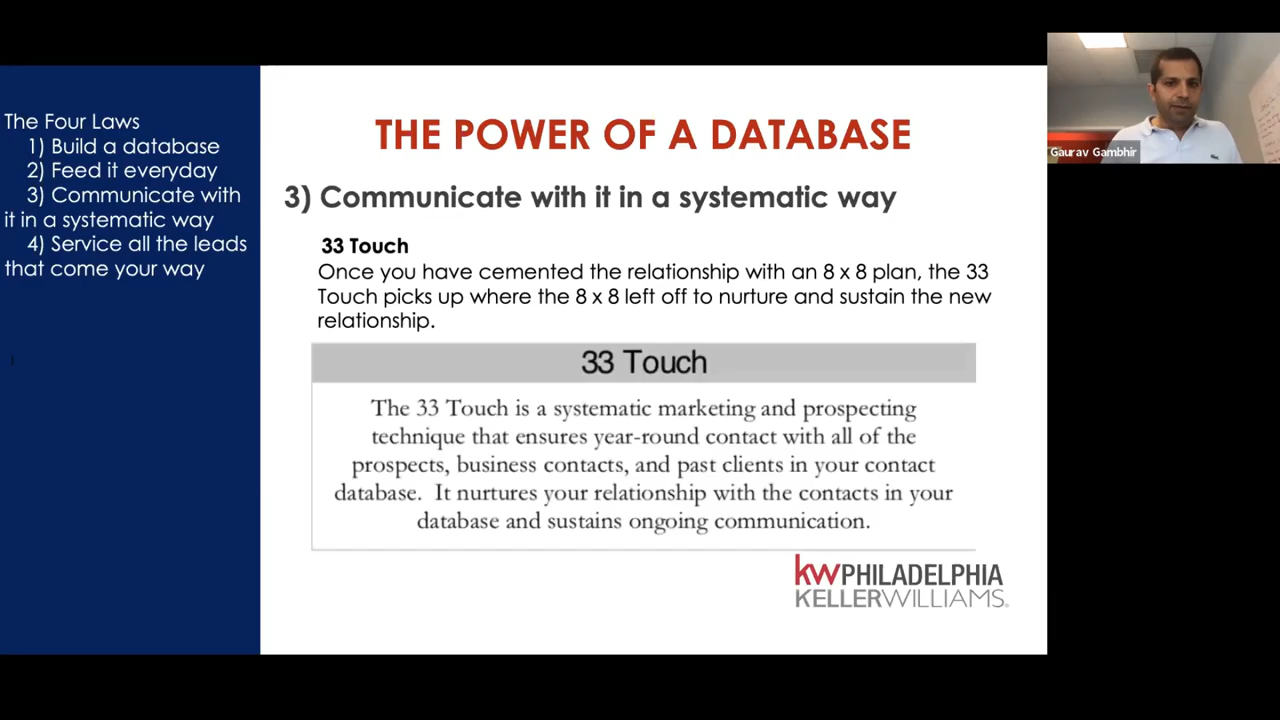 The Four Laws
1) Build a database
2) Feed it everyday
3) Communicate with
it in a systematic way
4) Service all the leads
that come your way
THE POWER OF A DATABASE
3) Communicate with it in a systematic way
33 Touch
Once you have cemented the relationship with an 8 x 8 plan, the 33
Touch picks up where the 8 x 8 left off to nurture and sustain the new
relationship.
33 Touch
The 33 Touch is a systematic marketing and prospecting
technique that ensures year-round contact with all of the
prospects, business contacts, and past clients in your contact
database. It nurtures your relationship with the contacts in your
database and sustains ongoing communication.
kwPHILADELPHIA
KELLERWILLIAMS.
Gaurav Gambhir